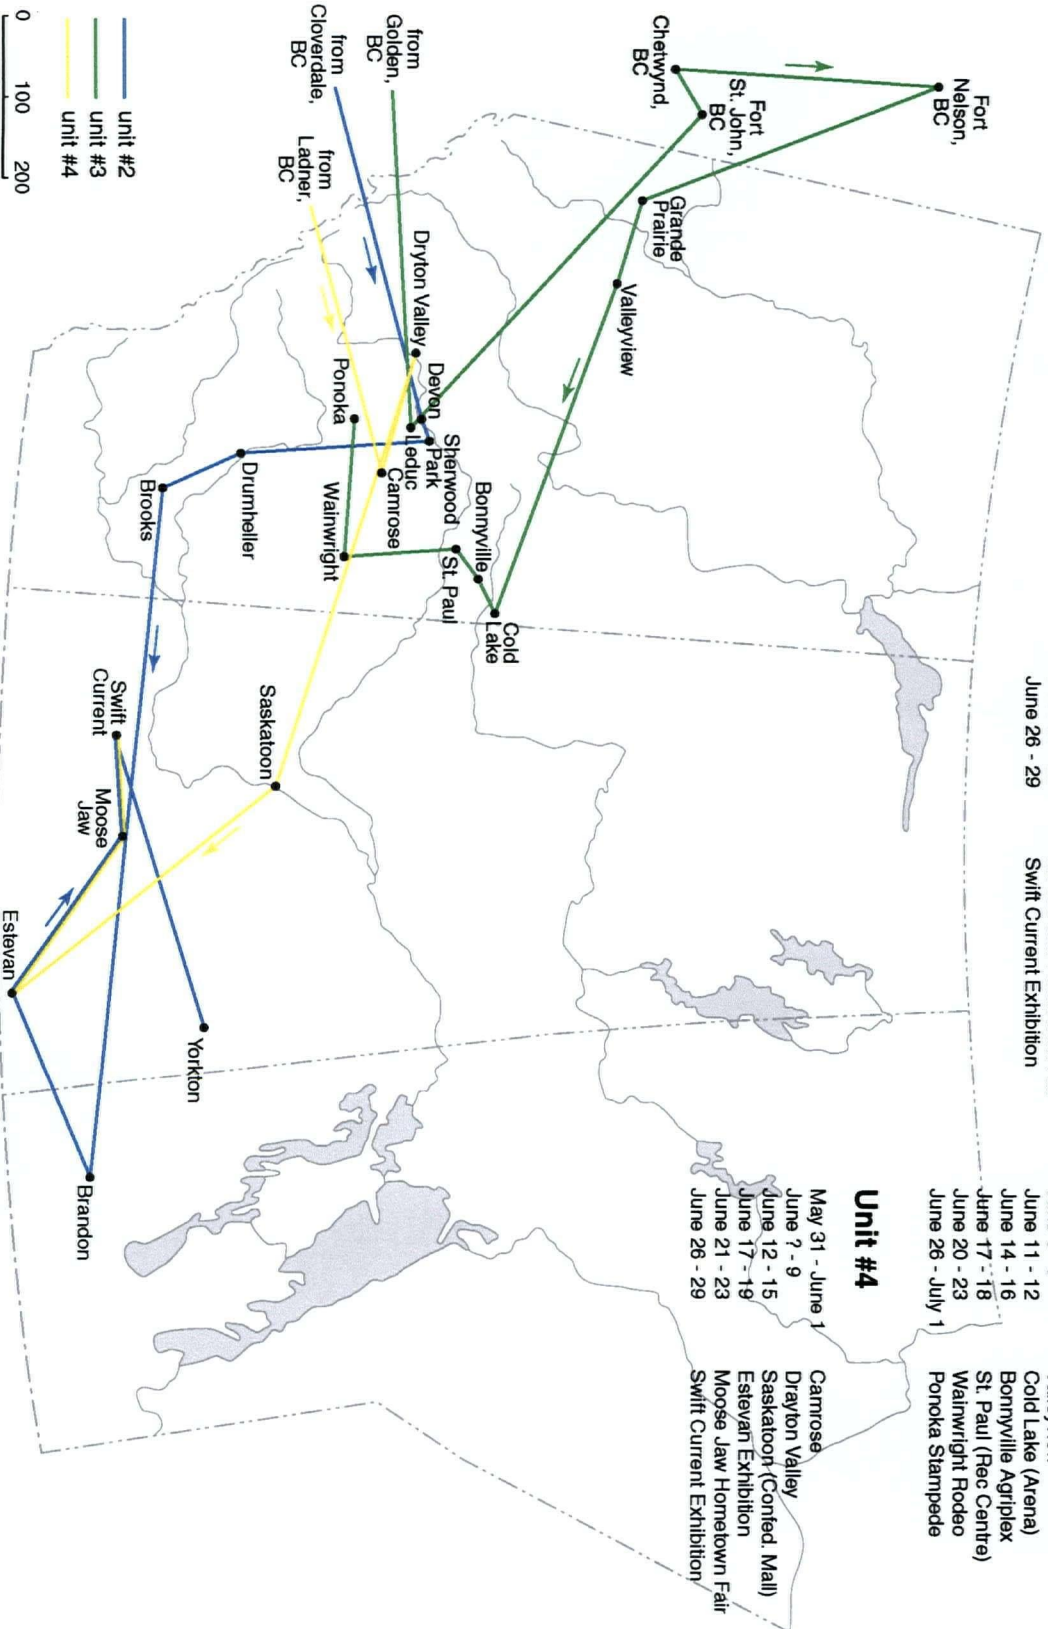 June 26 - 29 Swift Current Exhibition
June 11 - 12 Cold Lake (Arena)
June 14 - 16 Bonnyville Agriplex
June 17 - 18 St. Paul (Rec Centre)
June 20 - 23 Wainwright Rodeo
June 26 - July 1 Ponoka Stampede
Unit #4
May 31 - June 1 Camrose
June ? - 9 Drayton Valley
June 12 - 15 Saskatoon (Confed. Mall)
June 17 - 19 Estevan Exhibition
June 21 - 23 Moose Jaw Hometown Fair
June 26 - 29 Swift Current Exhibition
Fort
Nelson,
BC
Fort
St. John,
BC
Chetwynd,
BC
Grande
Prairie
Valleyview
Cold
Lake
Bonnyville
St. Paul
Sherwood
Park
Devon
Dryton Valley
Leduc
from
Golden,
BC
Camrose
from
Cloverdale,
BC
Ponoka
Wainwright
from
Ladner,
BC
Saskatoon
Drumheller
Yorkton
Brooks
Swift
Current
Moose
Jaw
Brandon
Estevan
unit #2
unit #3
unit #4
0 100 200